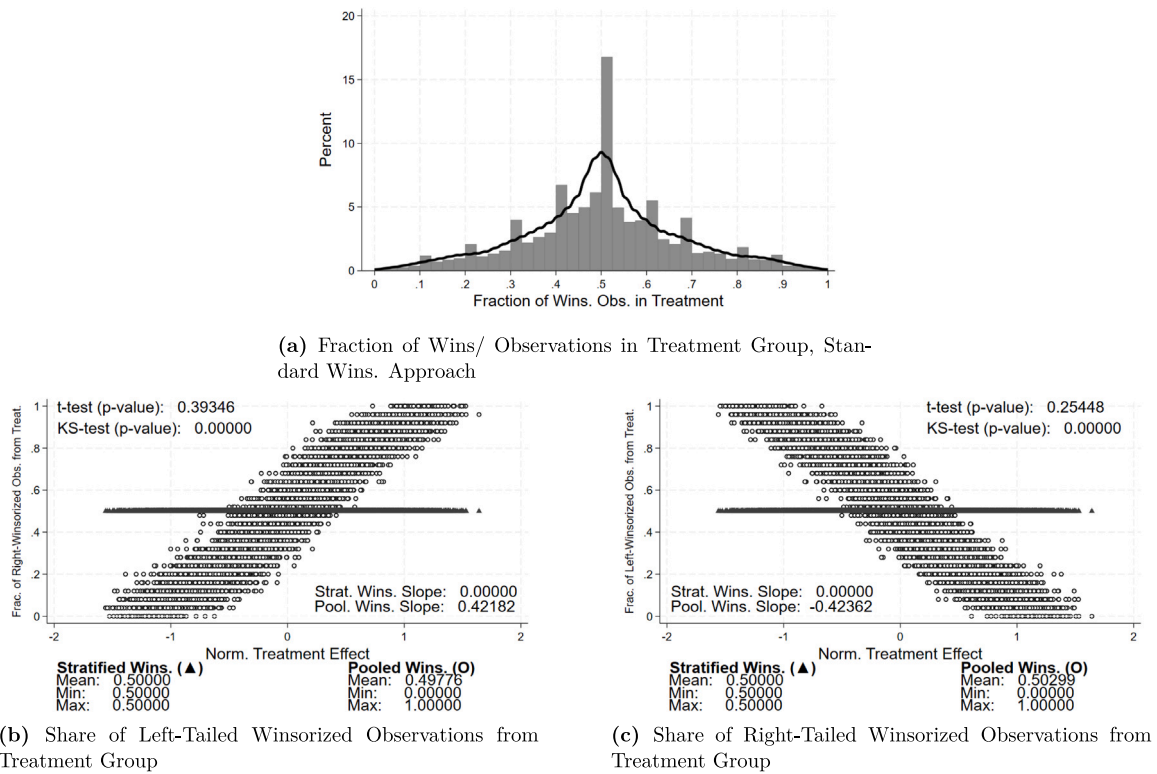 20
15
10
5
0
Percent
0 .1 .2 .3 .4 .5 .6 .7 .8 .9 1
Fraction of Wins. Obs. in Treatment
(a) Fraction of Wins/ Observations in Treatment Group, Stan-
dard Wins. Approach
Frac. of Right-Winsorized Obs. from Treat.
1
.8
.6
.4
.2
0
t-test (p-value): 0.39346
KS-test (p-value): 0.00000
Strat. Wins. Slope: 0.00000
Pool. Wins. Slope: 0.42182
-2 -1 0 1 2
Norm. Treatment Effect
Stratified Wins. (▲) Pooled Wins. (O)
Mean: 0.50000 Mean: 0.49776
Min: 0.50000 Min: 0.00000
Max: 0.50000 Max: 1.00000
(b) Share of Left-Tailed Winsorized Observations from
Treatment Group
Frac. of Left-Winsorized Obs. from Treat.
1
.8
.6
.4
.2
0
t-test (p-value): 0.25448
KS-test (p-value): 0.00000
Strat. Wins. Slope: 0.00000
Pool. Wins. Slope: -0.42362
-2 -1 0 1 2
Norm. Treatment Effect
Stratified Wins. (▲) Pooled Wins. (O)
Mean: 0.50000 Mean: 0.50299
Min: 0.50000 Min: 0.00000
Max: 0.50000 Max: 1.00000
(c) Share of Right-Tailed Winsorized Observations from
Treatment Group